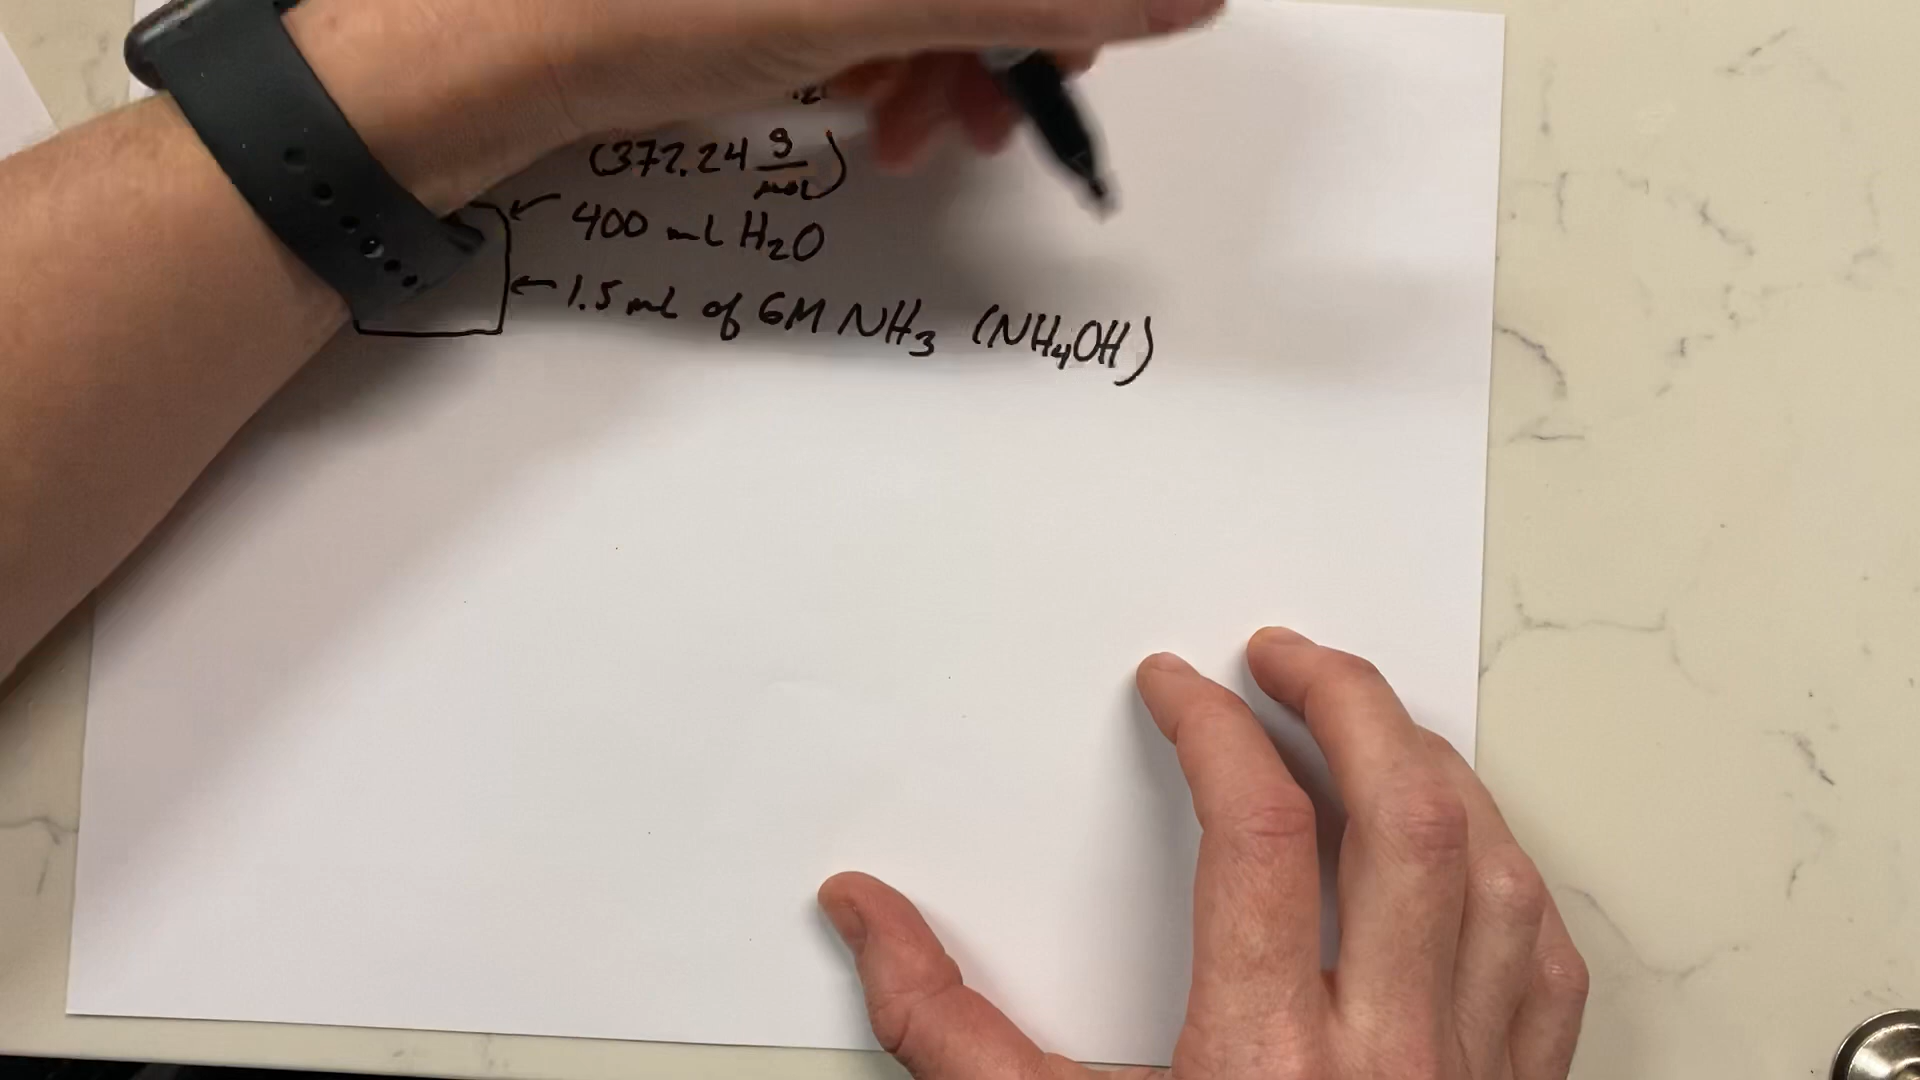 (372.24 g/mol)
400 mL H₂O
1.5 mL of 6M NH₃ (NH₄OH)